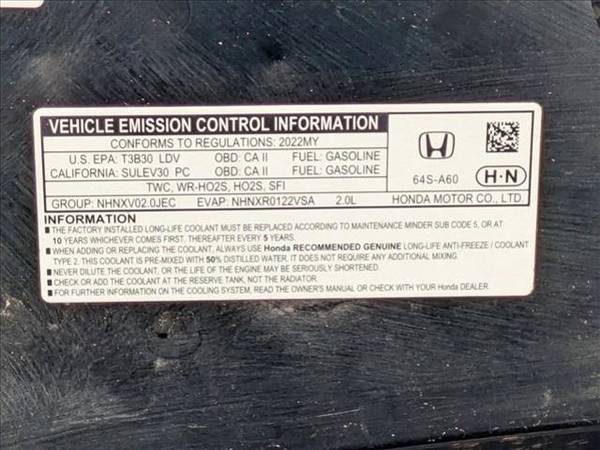 VEHICLE EMISSION CONTROL INFORMATION
CONFORMS TO REGULATIONS: 2022MY
U.S. EPA: T3B30 LDV OBD: CA II FUEL: GASOLINE
CALIFORNIA: SULEV30 PC OBD: CA II FUEL: GASOLINE
64S-A60 H·N
TWC, WR-HO2S, HO2S, SFI
GROUP: NHNXV02.0JEC EVAP: NHNXR0122VSA 2.0L HONDA MOTOR CO., LTD.
INFORMATION
■ THE FACTORY INSTALLED LONG-LIFE COOLANT MUST BE REPLACED ACCORDING TO MAINTENANCE MINDER SUB CODE 5, OR AT
10 YEARS WHICHEVER COMES FIRST. THEREAFTER EVERY 5 YEARS.
■ WHEN ADDING OR REPLACING THE COOLANT, ALWAYS USE Honda RECOMMENDED GENUINE LONG-LIFE ANTI-FREEZE / COOLANT
TYPE 2. THIS COOLANT IS PRE-MIXED WITH 50% DISTILLED WATER. IT DOES NOT REQUIRE ANY ADDITIONAL MIXING.
■ NEVER DILUTE THE COOLANT, OR THE LIFE OF THE ENGINE MAY BE SERIOUSLY SHORTENED.
■ CHECK OR ADD THE COOLANT AT THE RESERVE TANK, NOT THE RADIATOR.
■ FOR FURTHER INFORMATION ON THE COOLING SYSTEM, READ THE OWNER'S MANUAL OR CHECK WITH YOUR Honda DEALER.